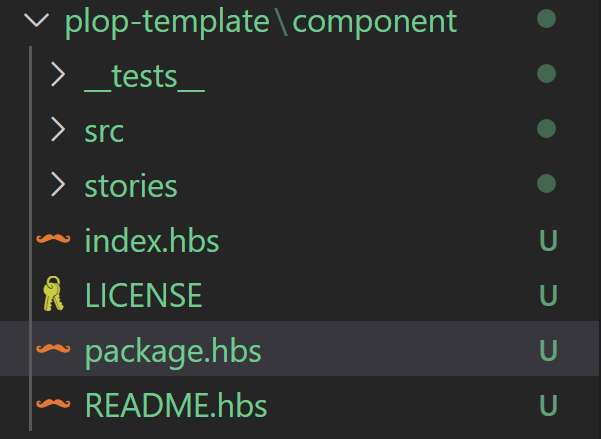 plop-template\component
__tests__
src
stories
index.hbs U
LICENSE U
package.hbs U
README.hbs U